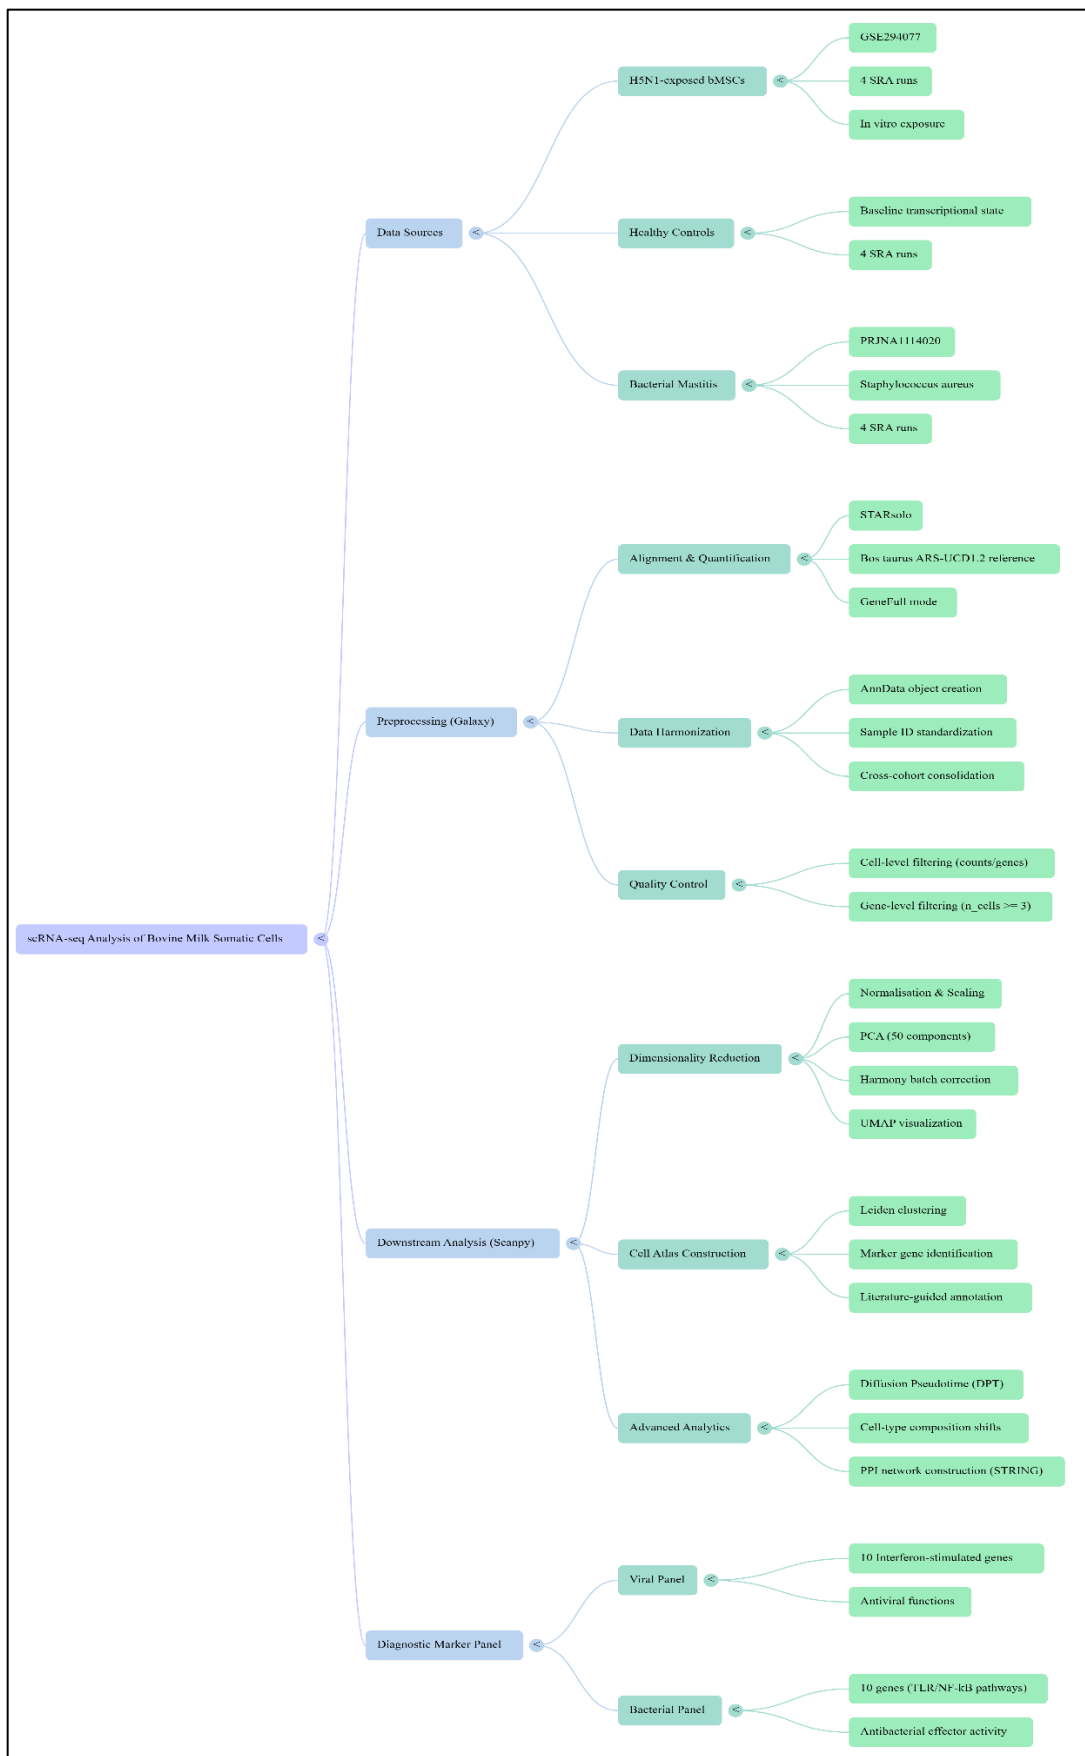 scRNA-seq Analysis of Bovine Milk Somatic Cells
<
Data Sources
<
H5N1-exposed bMSCs
<
GSE294077
4 SRA runs
In vitro exposure
Healthy Controls
<
Baseline transcriptional state
4 SRA runs
Bacterial Mastitis
<
PRJNA1114020
Staphylococcus aureus
4 SRA runs
Preprocessing (Galaxy)
<
Alignment & Quantification
<
STARsolo
Bos taurus ARS-UCD1.2 reference
GeneFull mode
Data Harmonization
<
AnnData object creation
Sample ID standardization
Cross-cohort consolidation
Quality Control
<
Cell-level filtering (counts/genes)
Gene-level filtering (n_cells >= 3)
Downstream Analysis (Scanpy)
<
Dimensionality Reduction
<
Normalisation & Scaling
PCA (50 components)
Harmony batch correction
UMAP visualization
Cell Atlas Construction
<
Leiden clustering
Marker gene identification
Literature-guided annotation
Advanced Analytics
<
Diffusion Pseudotime (DPT)
Cell-type composition shifts
PPI network construction (STRING)
Diagnostic Marker Panel
<
Viral Panel
<
10 Interferon-stimulated genes
Antiviral functions
Bacterial Panel
<
10 genes (TLR/NF-kB pathways)
Antibacterial effector activity